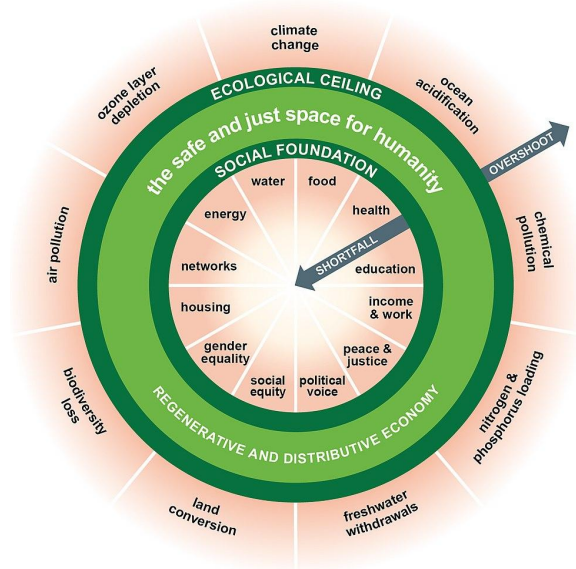 climate
change
ozone layer
depletion
ocean
acidification
ECOLOGICAL CEILING
the safe and just space for humanity
SOCIAL FOUNDATION
OVERSHOOT
water
food
energy
health
SHORTFALL
air pollution
chemical
pollution
networks
education
housing
income
& work
gender
equality
peace &
justice
social
equity
political
voice
REGENERATIVE AND DISTRIBUTIVE ECONOMY
biodiversity
loss
nitrogen &
phosphorus loading
land
conversion
freshwater
withdrawals